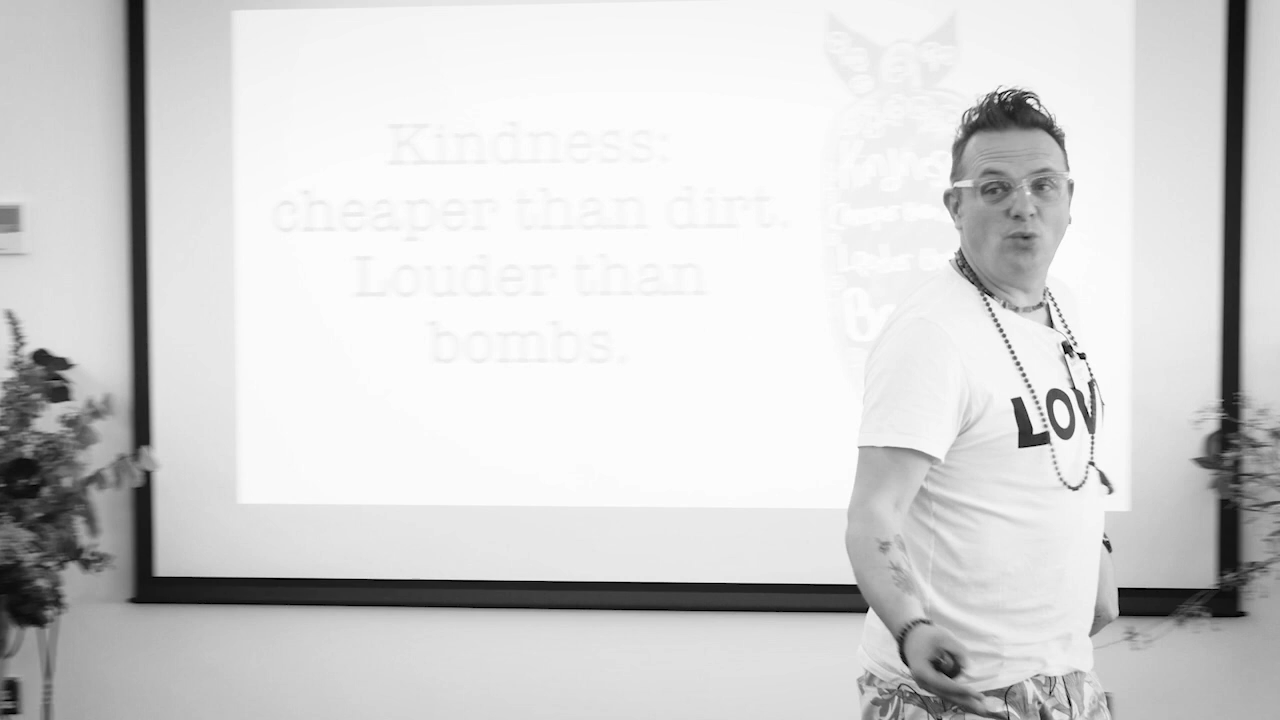 Kindness:
cheaper than dirt.
Louder than
bombs.
LOV